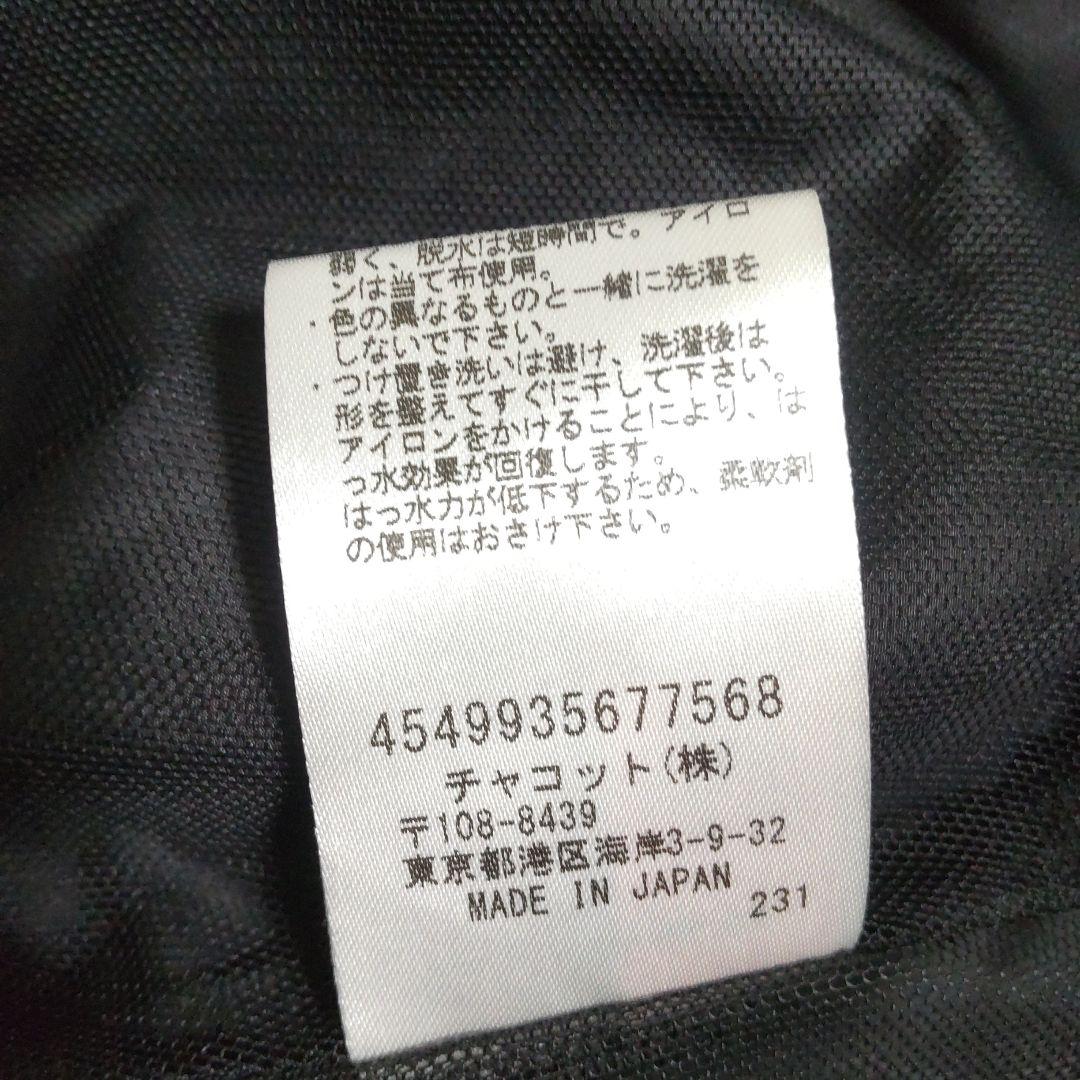 弱く、脱水は短時間で。アイロ
ンは当て布使用。
・色の異なるものと一緒に洗濯を
しないで下さい。
・つけ置き洗いは避け、洗濯後は
形を整えてすぐに干して下さい。
アイロンをかけることにより、は
っ水効果が回復します。
はっ水力が低下するため、柔軟剤
の使用はおさけ下さい。
4549935677568
チャコット(株)
〒108-8439
東京都港区海岸3-9-32
MADE IN JAPAN
231